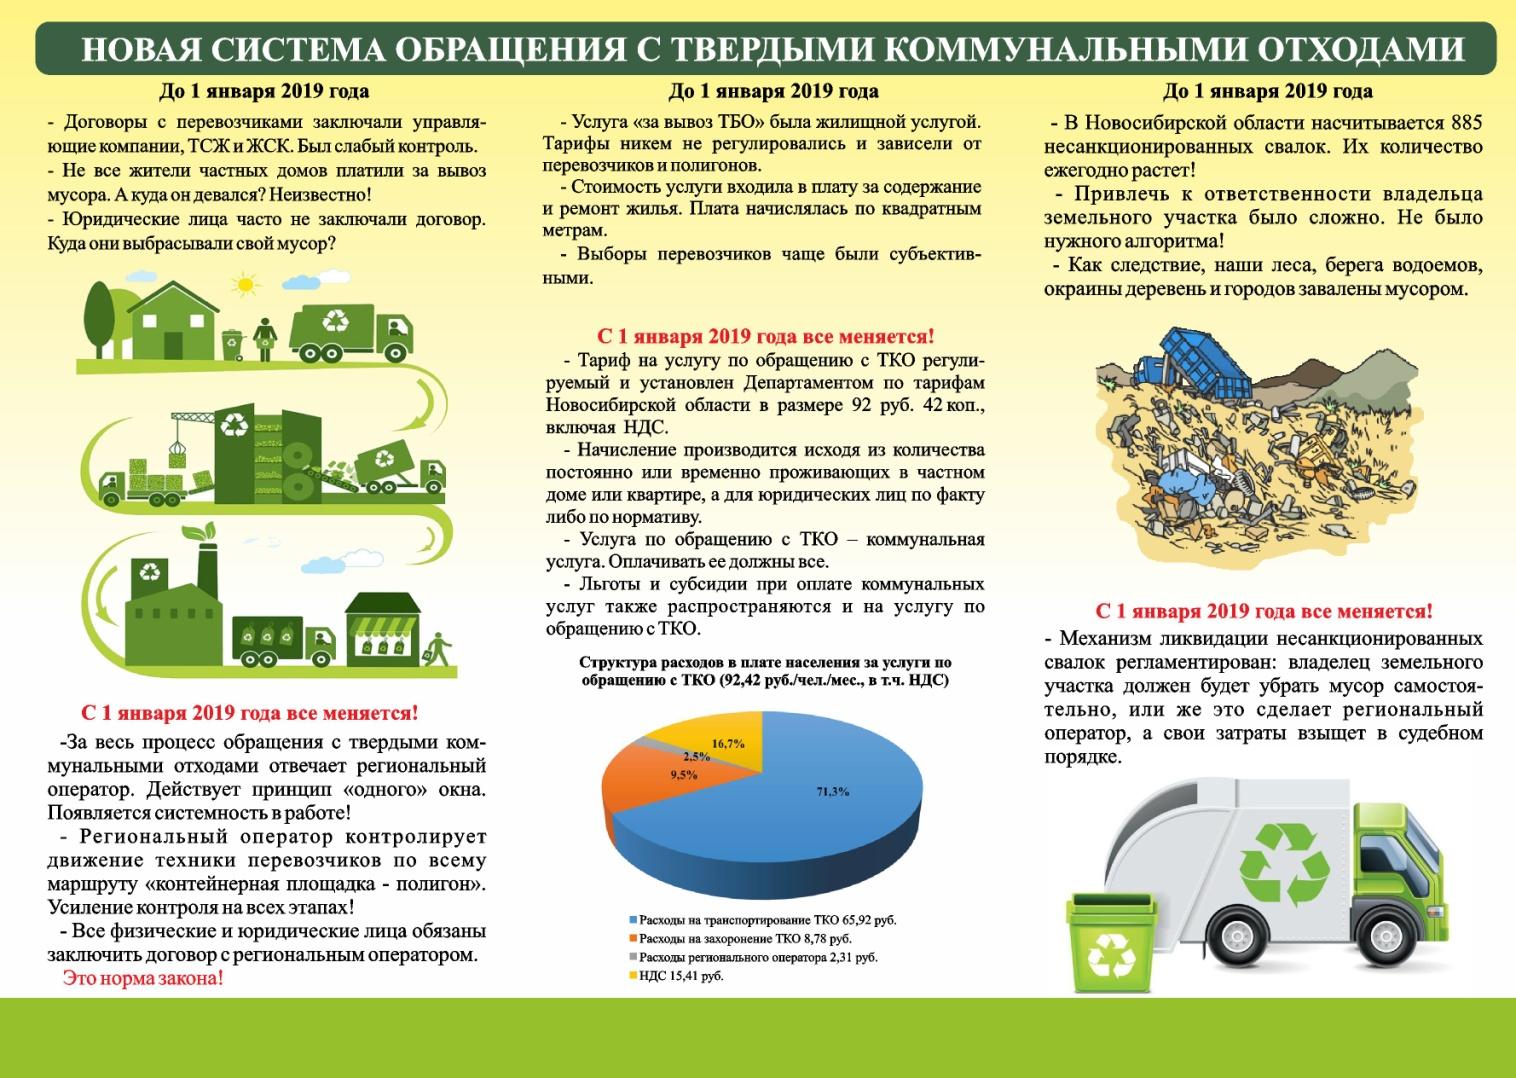 НОВАЯ СИСТЕМА ОБРАЩЕНИЯ С ТВЕРДЫМИ КОММУНАЛЬНЫМИ ОТХОДАМИ
До 1 января 2019 года
- Договоры с перевозчиками заключали управля-
ющие компании, ТСЖ и ЖСК. Был слабый контроль.
- Не все жители частных домов платили за вывоз
мусора. А куда он девался? Неизвестно!
- Юридические лица часто не заключали договор.
Куда они выбрасывали свой мусор?
С 1 января 2019 года все меняется!
-За весь процесс обращения с твердыми ком-
мунальными отходами отвечает региональный
оператор. Действует принцип «одного» окна.
Появляется системность в работе!
- Региональный оператор контролирует
движение техники перевозчиков по всему
маршруту «контейнерная площадка - полигон».
Усиление контроля на всех этапах!
- Все физические и юридические лица обязаны
заключить договор с региональным оператором.
Это норма закона!
До 1 января 2019 года
- Услуга «за вывоз ТБО» была жилищной услугой.
Тарифы никем не регулировались и зависели от
перевозчиков и полигонов.
- Стоимость услуги входила в плату за содержание
и ремонт жилья. Плата начислялась по квадратным
метрам.
- Выборы перевозчиков чаще были субъектив-
ными.
С 1 января 2019 года все меняется!
- Тариф на услугу по обращению с ТКО регули-
руемый и установлен Департаментом по тарифам
Новосибирской области в размере 92 руб. 42 коп.,
включая НДС.
- Начисление производится исходя из количества
постоянно или временно проживающих в частном
доме или квартире, а для юридических лиц по факту
либо по нормативу.
- Услуга по обращению с ТКО – коммунальная
услуга. Оплачивать ее должны все.
- Льготы и субсидии при оплате коммунальных
услуг также распространяются и на услугу по
обращению с ТКО.
Структура расходов в плате населения за услуги по
обращению с ТКО (92,42 руб./чел./мес., в т.ч. НДС)
16,7%
2,5%
9,5%
71,3%
Расходы на транспортирование ТКО 65,92 руб.
Расходы на захоронение ТКО 8,78 руб.
Расходы регионального оператора 2,31 руб.
НДС 15,41 руб.
До 1 января 2019 года
- В Новосибирской области насчитывается 885
несанкционированных свалок. Их количество
ежегодно растет!
- Привлечь к ответственности владельца
земельного участка было сложно. Не было
нужного алгоритма!
- Как следствие, наши леса, берега водоемов,
окраины деревень и городов завалены мусором.
С 1 января 2019 года все меняется!
- Механизм ликвидации несанкционированных
свалок регламентирован: владелец земельного
участка должен будет убрать мусор самостоя-
тельно, или же это сделает региональный
оператор, а свои затраты взыщет в судебном
порядке.